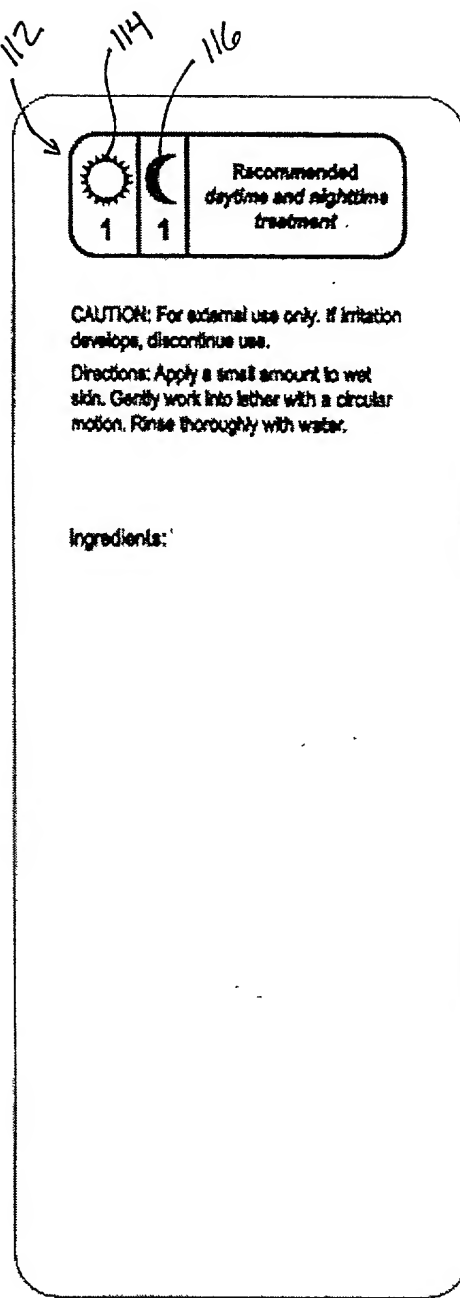 112
114
116
1
1
Recommended
daytime and nighttime
treatment
CAUTION: For external use only. If irritation
develops, discontinue use.
Directions: Apply a small amount to wet
skin. Gently work into lather with a circular
motion. Rinse thoroughly with water.
Ingredients: